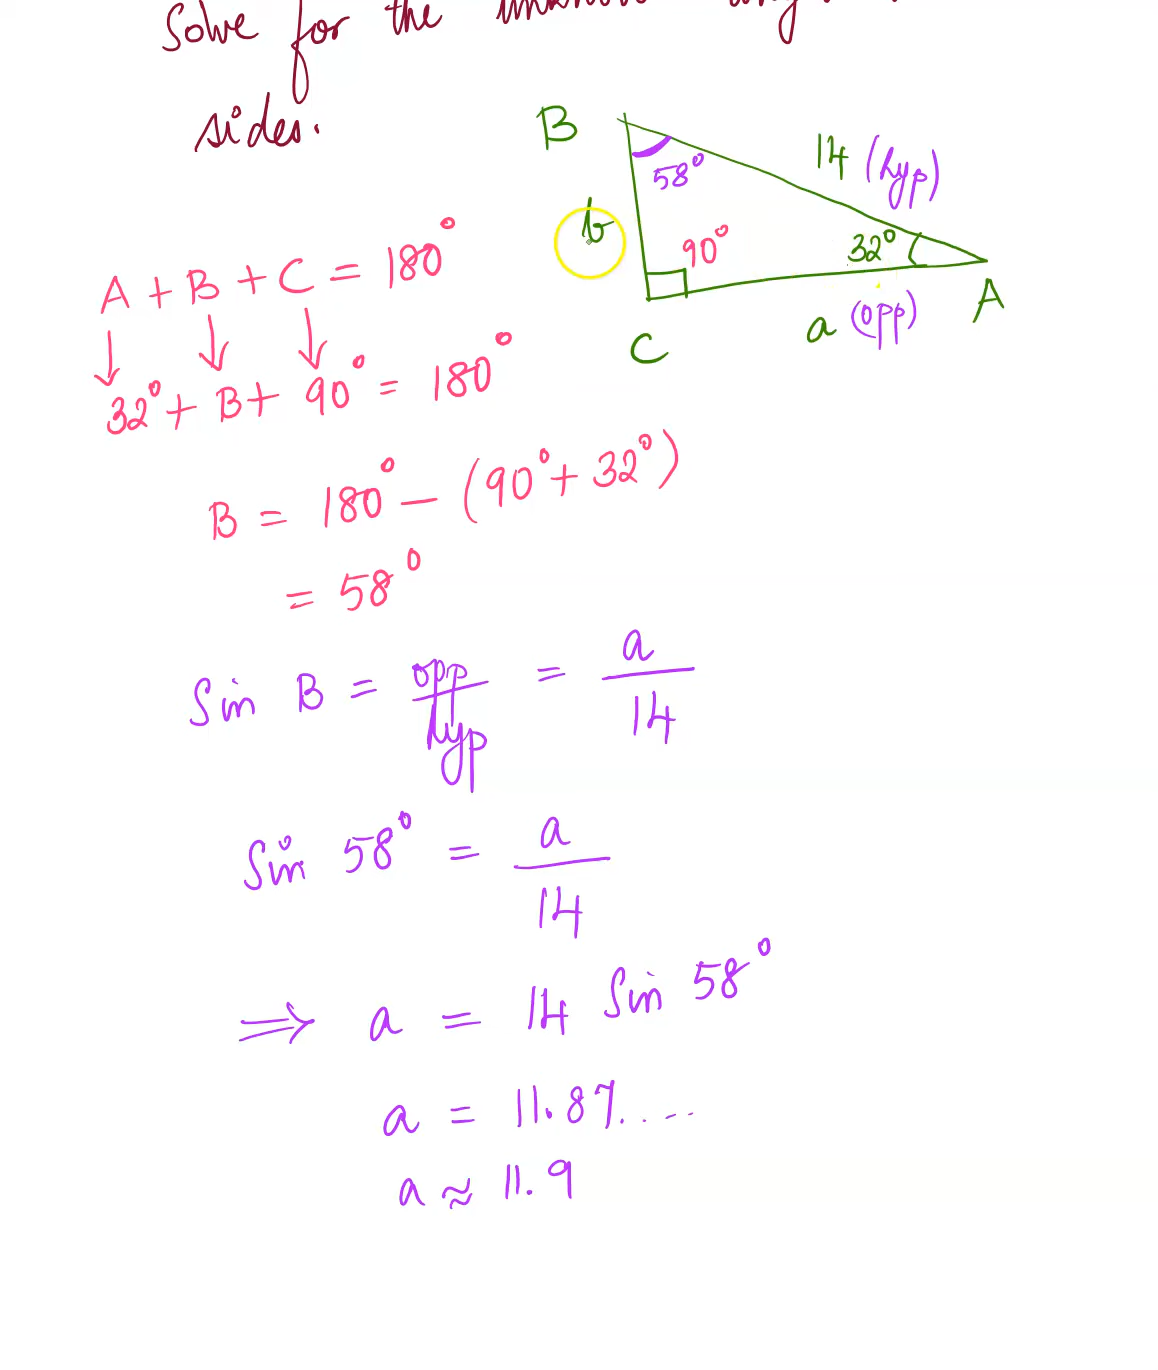 Solve for the
sides.
B
14 (hyp)
58°
b
90°
32°
A
a (opp)
C
A + B + C = 180°
32° + B + 90° = 180°
B = 180° - (90° + 32°)
= 58°
Sin B = opp/hyp = a/14
Sin 58° = a/14
⇒ a = 14 Sin 58°
a = 11.87.....
a ≈ 11.9